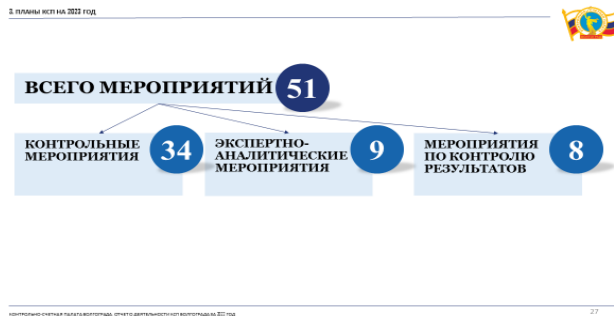 3. ПЛАНЫ КСП НА 2023 ГОД
ВСЕГО МЕРОПРИЯТИЙ 51
КОНТРОЛЬНЫЕ
МЕРОПРИЯТИЯ
34
ЭКСПЕРТНО-
АНАЛИТИЧЕСКИЕ
МЕРОПРИЯТИЯ
9
МЕРОПРИЯТИЯ
ПО КОНТРОЛЮ
РЕЗУЛЬТАТОВ
8
КОНТРОЛЬНО-СЧЕТНАЯ ПАЛАТА ВОЛГОГРАДА. ОТЧЕТ О ДЕЯТЕЛЬНОСТИ КСП ВОЛГОГРАДА ЗА ГОД
27